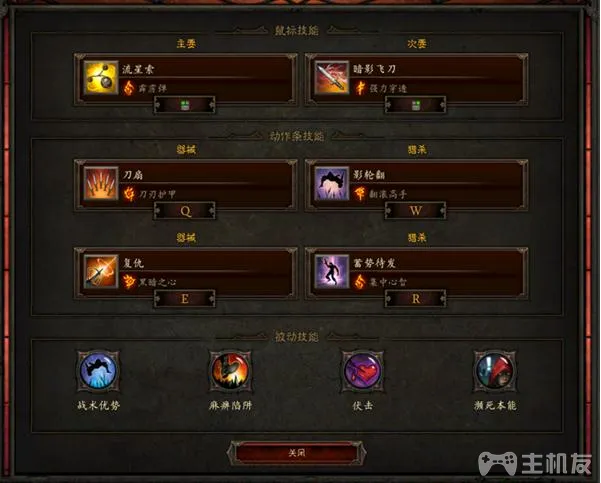 鼠标技能
主要 次要
流星索 暗影飞刀
霹雳弹 强力穿透
动作条技能
器械 猎杀
刀扇 影轮翻
刀刃护甲 翻滚高手
Q W
器械 猎杀
复仇 蓄势待发
黑暗之心 集中心智
E R
被动技能
战术优势 麻痹陷阱 伏击 濒死本能
关闭
主机友